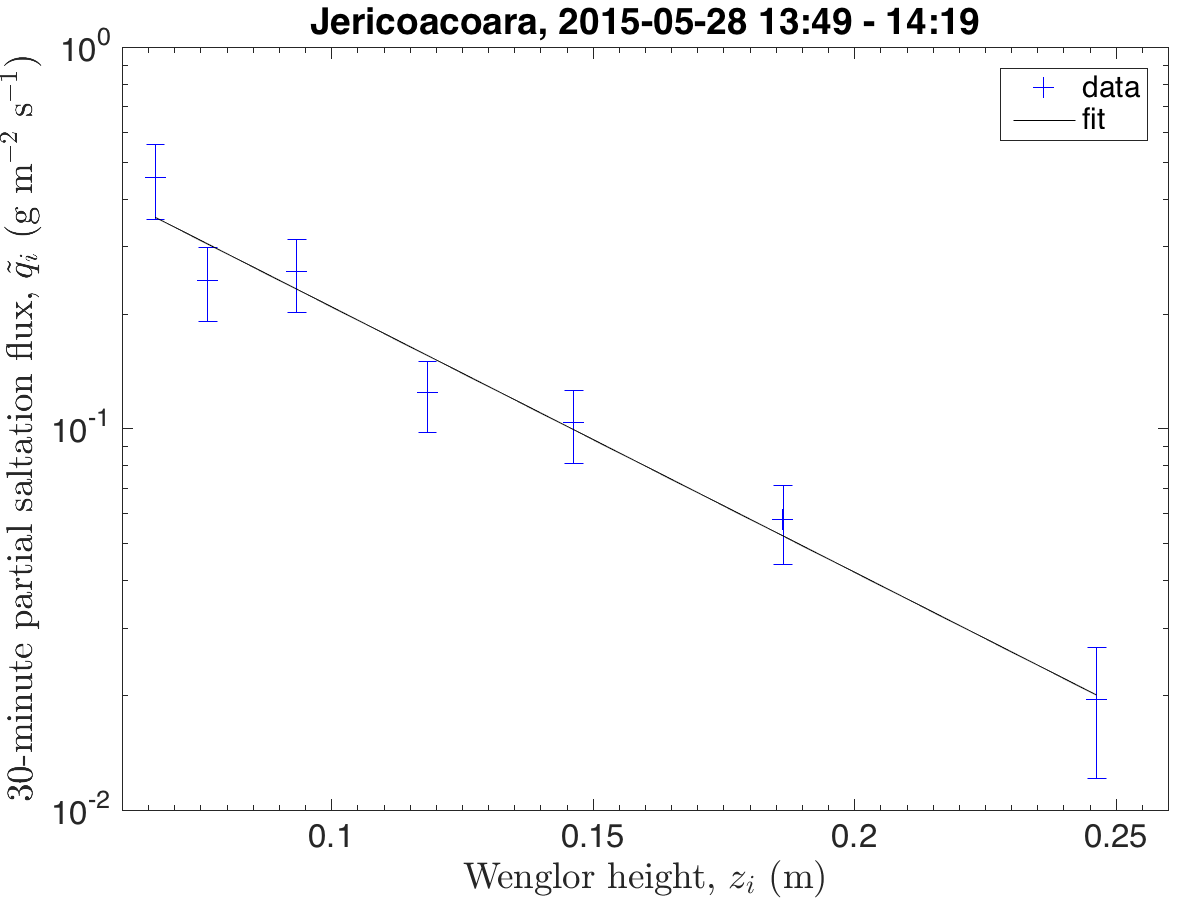 Jericoacoara, 2015-05-28 13:49 - 14:19
10^0
10^-1
10^-2
30-minute partial saltation flux, q̃_i (g m^−2 s^−1)
data
fit
0.1
0.15
0.2
0.25
Wenglor height, z_i (m)